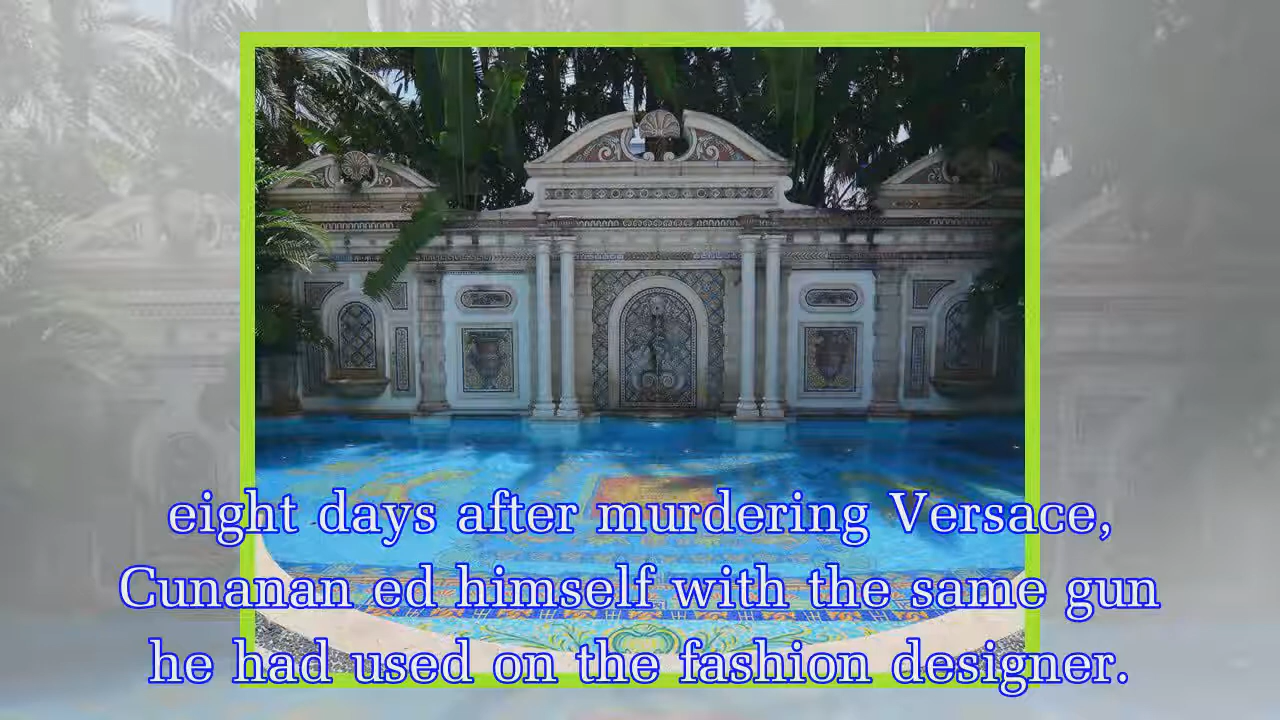 eight days after murdering Versace,
Cunanan ed himself with the same gun
he had used on the fashion designer.